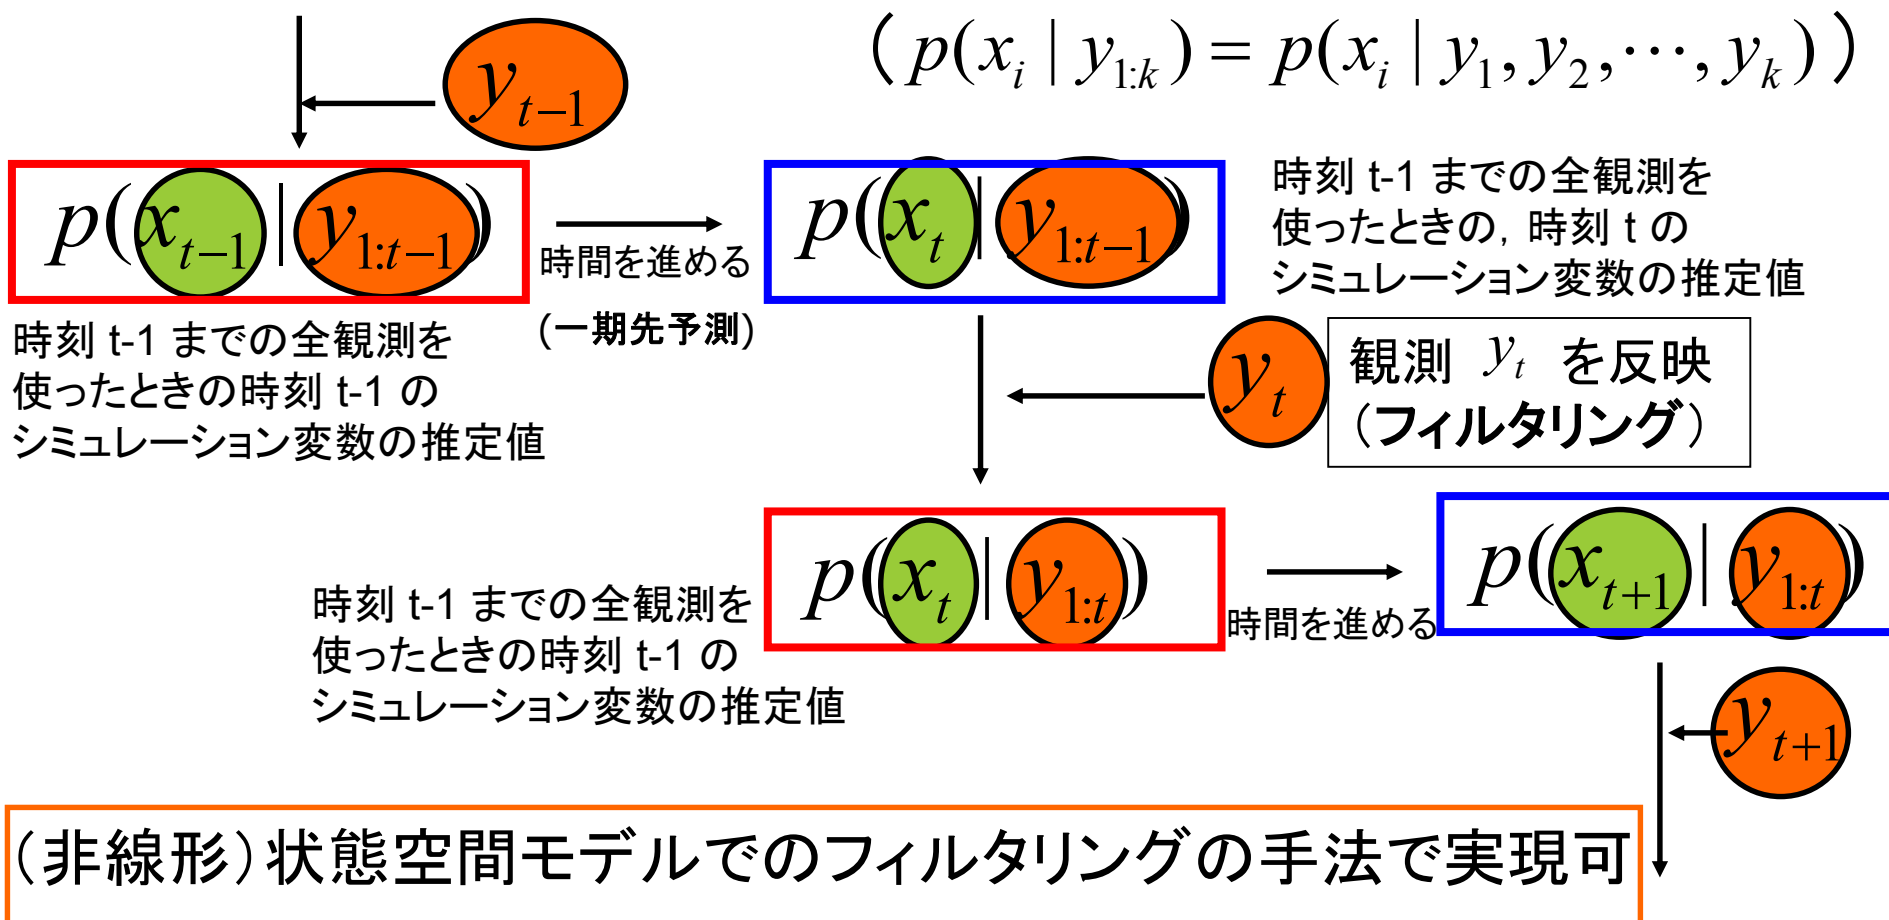 y_{t-1}
（p(x_i | y_{1:k}) = p(x_i | y_1, y_2, ⋯, y_k)）
p(x_{t-1} | y_{1:t-1})
時間を進める
(一期先予測)
p(x_t | y_{1:t-1})
時刻 t-1 までの全観測を
使ったときの, 時刻 t の
シミュレーション変数の推定値
時刻 t-1 までの全観測を
使ったときの時刻 t-1 の
シミュレーション変数の推定値
y_t
観測 y_t を反映
（フィルタリング）
p(x_t | y_{1:t})
時間を進める
p(x_{t+1} | y_{1:t})
時刻 t-1 までの全観測を
使ったときの時刻 t-1 の
シミュレーション変数の推定値
y_{t+1}
（非線形）状態空間モデルでのフィルタリングの手法で実現可